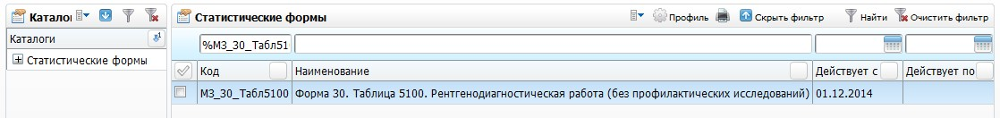 Каталог
Каталоги
Статистические формы
Статистические формы
Профиль
Скрыть фильтр
Найти
Очистить фильтр
%МЗ_30_Табл51
Код
Наименование
Действует с
Действует по
МЗ_30_Табл5100
Форма 30. Таблица 5100. Рентгенодиагностическая работа (без профилактических исследований)
01.12.2014